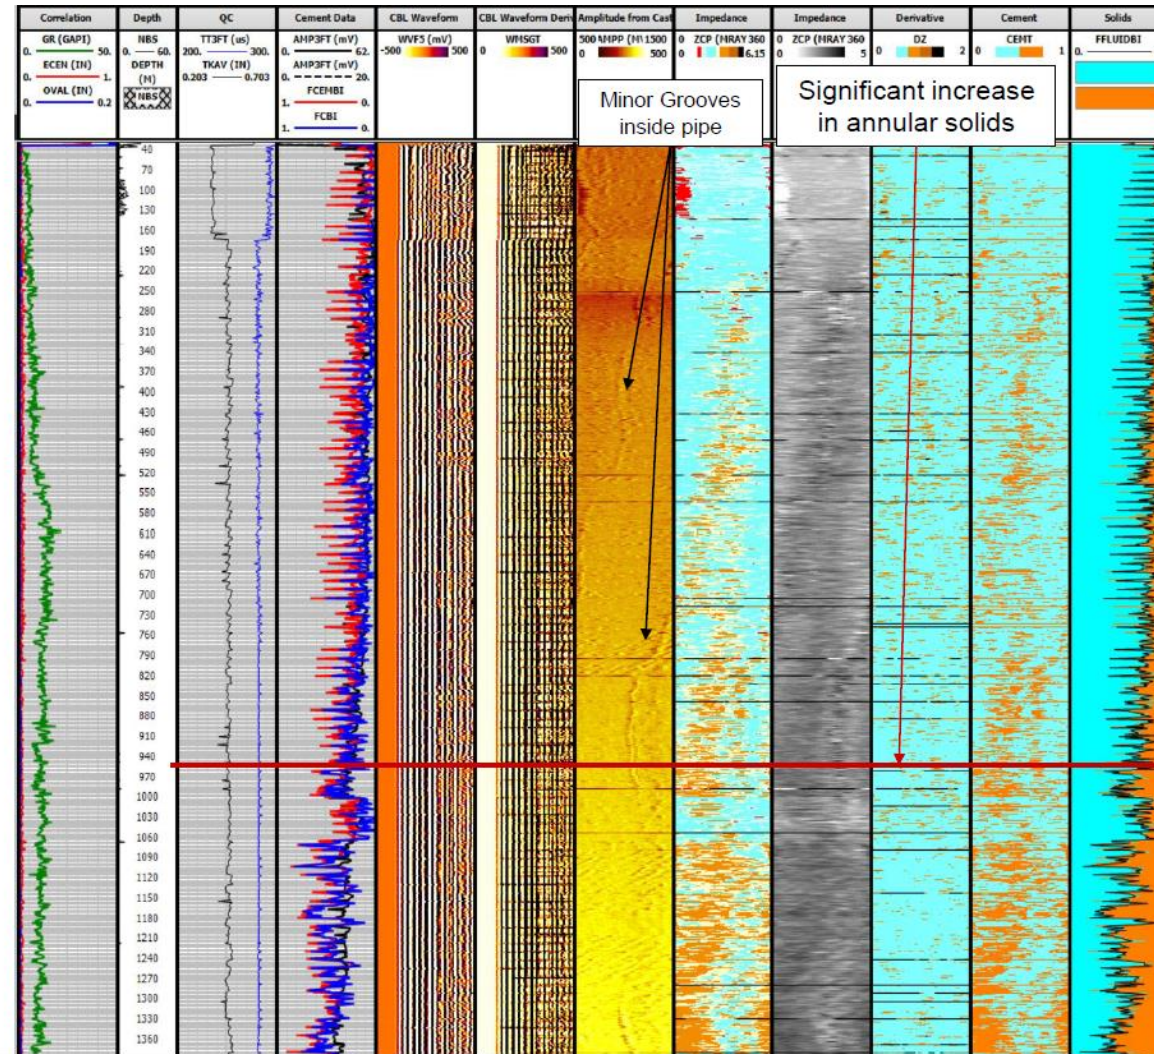 Correlation
Depth
QC
Cement Data
CBL Waveform
CBL Waveform Deriv
Amplitude from Cast
Impedance
Impedance
Derivative
Cement
Solids
GR (GAPI)
0. 50.
ECEN (IN)
0. 1.
OVAL (IN)
0. 0.2
NBS
0. 60.
DEPTH
(M)
NBS
TT3FT (us)
200. 300.
TKAV (IN)
0.203 0.703
AMP3FT (mV)
0. 62.
AMP3FT (mV)
0. 20.
FCEMBI
1. 0.
FCBI
1. 0.
WVF5 (mV)
-500 500
WMSGT
0 500
500 AMPP (MV 1500
0 500
ZCP (MRAY 360
0 6.15
ZCP (MRAY 360
0 5
DZ
0 2
CEMT
0 1
FFLUIDBI
0.
Minor Grooves
inside pipe
Significant increase
in annular solids
40
70
100
130
160
190
220
250
280
310
340
370
400
430
460
490
520
550
580
610
640
670
700
730
760
790
820
850
880
910
940
970
1000
1030
1060
1090
1120
1150
1180
1210
1240
1270
1300
1330
1360